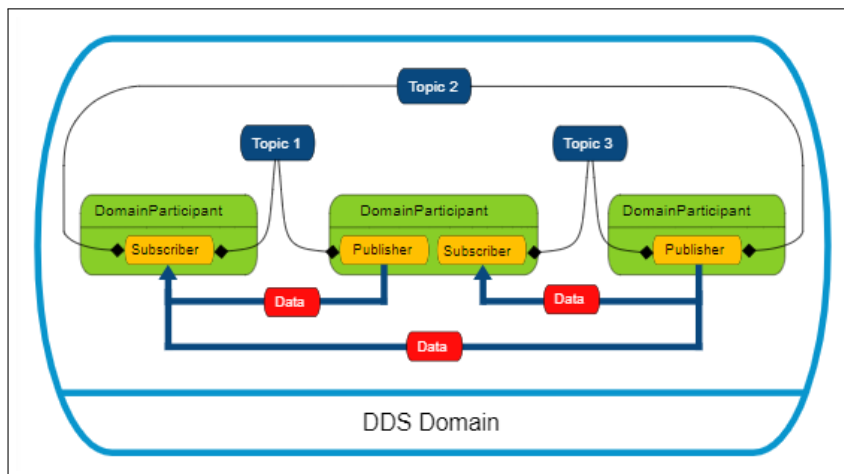 Topic 2
Topic 1
Topic 3
DomainParticipant
DomainParticipant
DomainParticipant
Subscriber
Publisher
Subscriber
Publisher
Data
Data
Data
DDS Domain